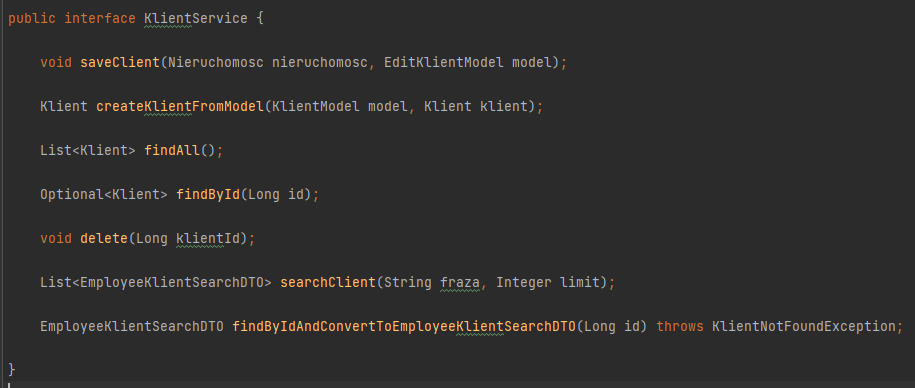 public interface KlientService {
void saveClient(Nieruchomosc nieruchomosc, EditKlientModel model);
Klient createKlientFromModel(KlientModel model, Klient klient);
List<Klient> findAll();
Optional<Klient> findById(Long id);
void delete(Long klientId);
List<EmployeeKlientSearchDTO> searchClient(String fraza, Integer limit);
EmployeeKlientSearchDTO findByIdAndConvertToEmployeeKlientSearchDTO(Long id) throws KlientNotFoundException;
}